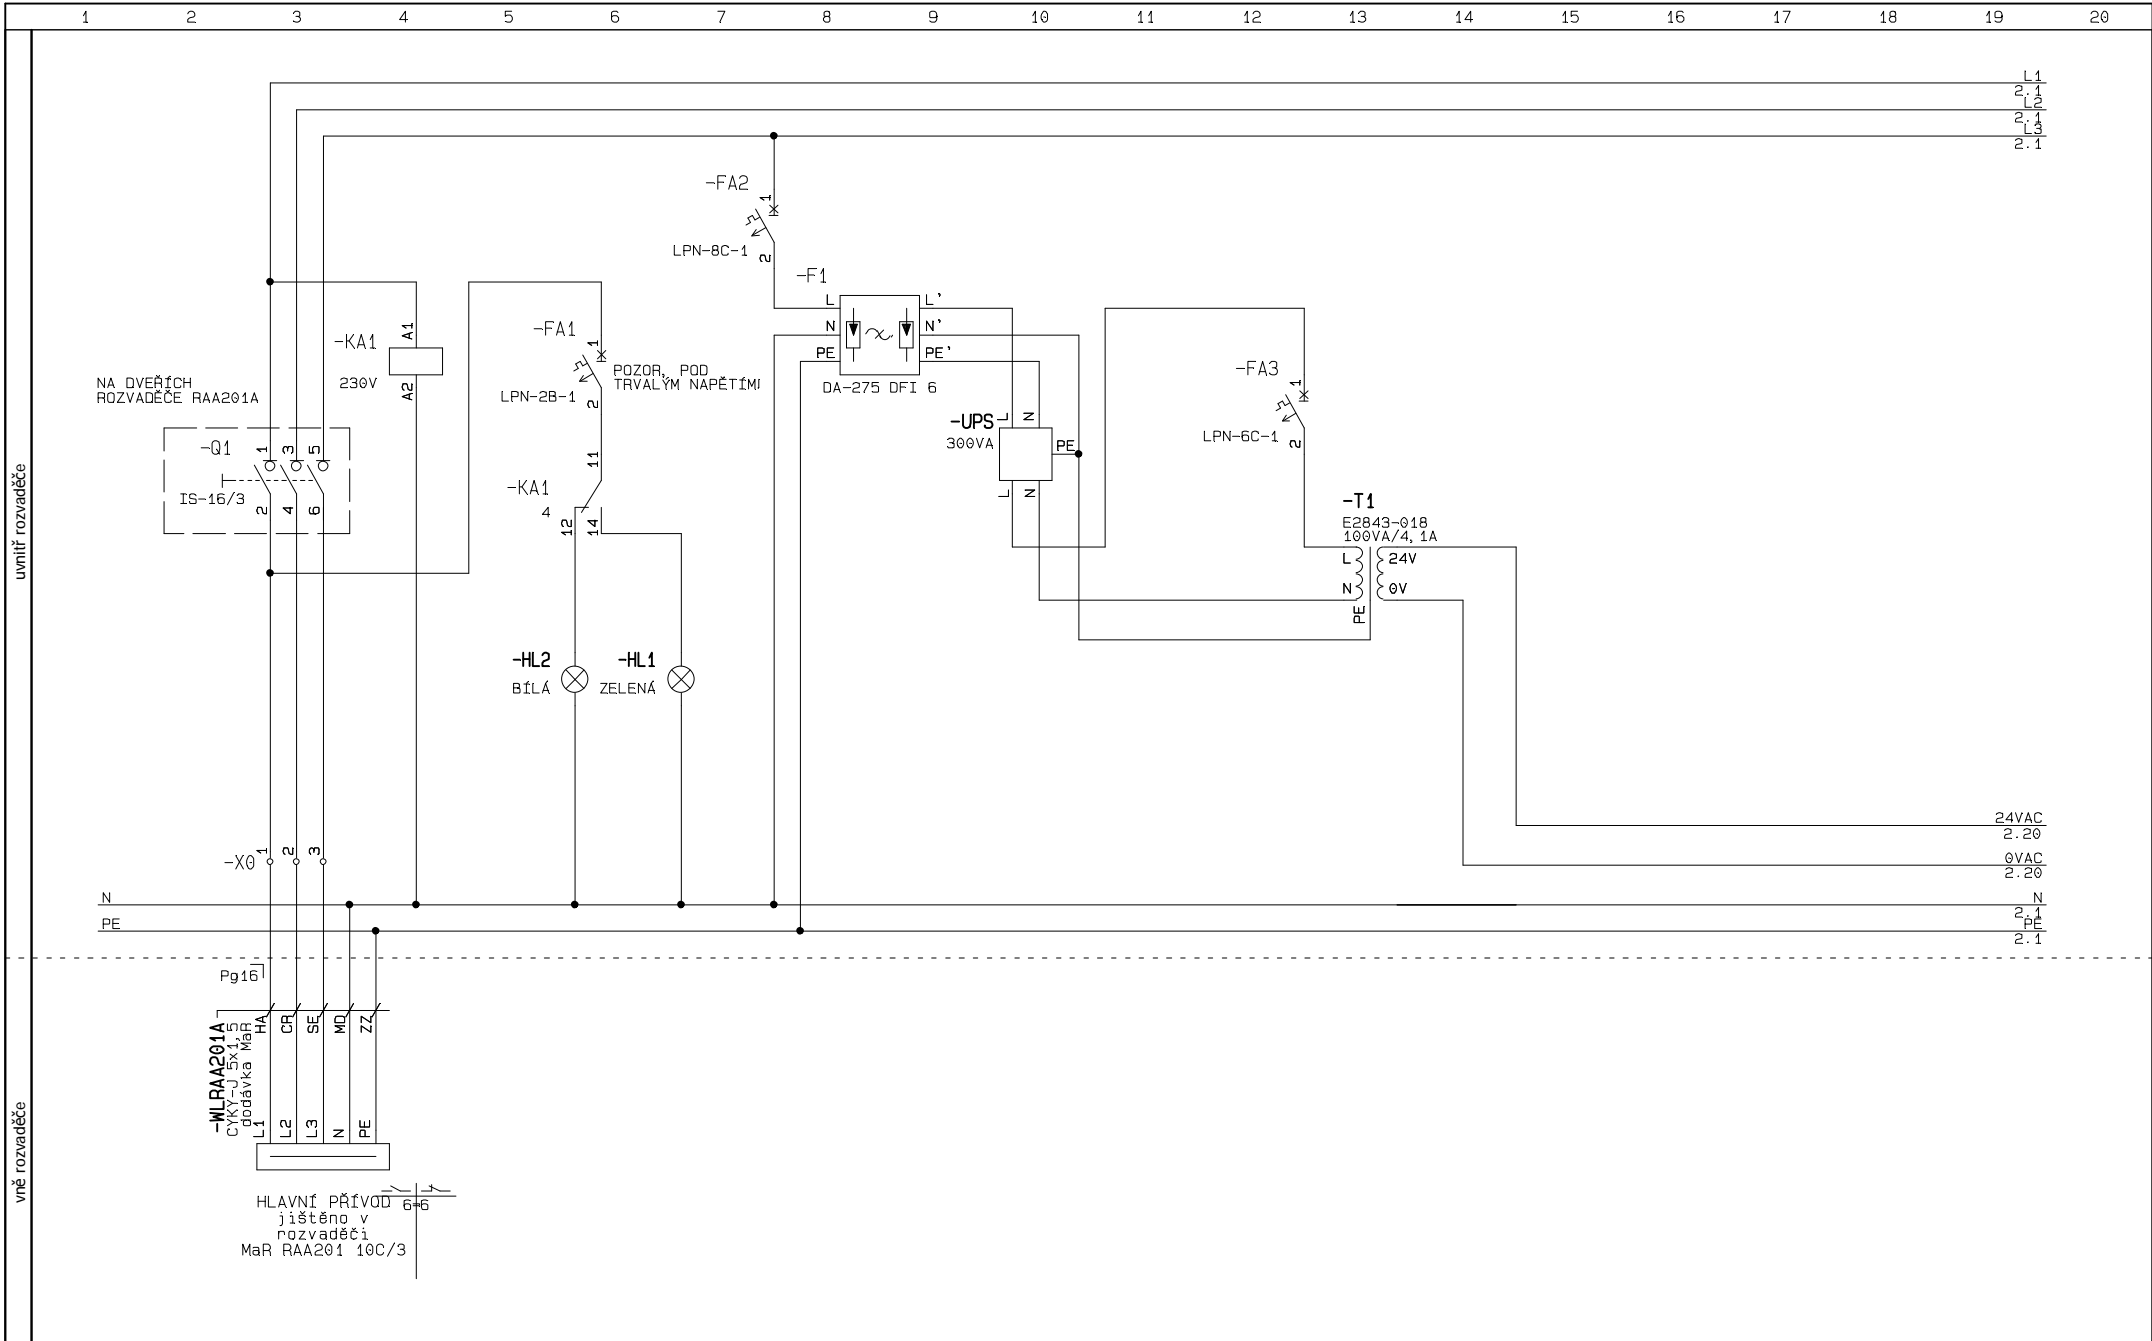 1 2 3 4 5 6 7 8 9 10 11 12 13 14 15 16 17 18 19 20
L1
2.1
L2
2.1
L3
2.1
-FA2
1
LPN-8C-1
2
-F1
L
N
PE
L'
N'
PE'
DA-275 DFI 6
-KA1
A1
230V
A2
-FA1
1
LPN-2B-1
2
POZOR, POD
TRVALÝM NAPĚTÍM!
NA DVEŘÍCH
ROZVADĚČE RAA201A
-Q1
1 3 5
IS-16/3
2 4 6
-KA1
4
11
12 14
-UPS
300VA
L N
PE
L N
-FA3
1
LPN-6C-1
2
-T1
E2843-018
100VA/4,1A
L
N
PE
24V
0V
-HL2
BÍLÁ
-HL1
ZELENÁ
uvnitř rozvaděče
24VAC
2.20
0VAC
2.20
-X0
1 2 3
N
PE
N
2.1
PE
2.1
Pg16
-WLRAA201A
CYKY-J 5x1,5
dodávka MaR
HA CR SE MD ZZ
L1 L2 L3 N PE
vně rozvaděče
HLAVNÍ PŘÍVOD
jištěno v
rozvaděči
MaR RAA201 10C/3